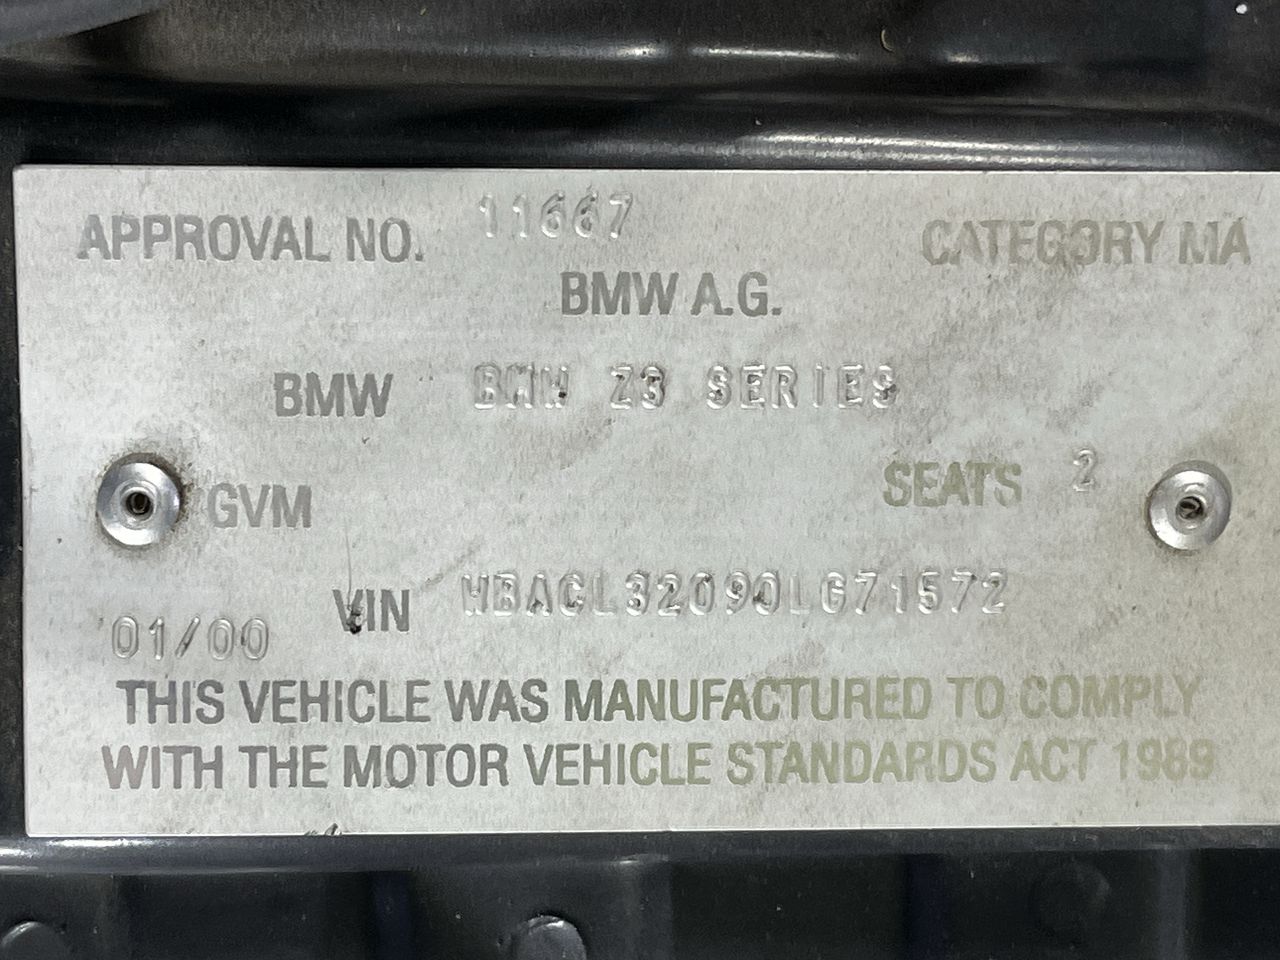 APPROVAL NO. 11667 CATEGORY MA
BMW A.G.
BMW BMW Z3 SERIES
SEATS 2
GVM
VIN WBACL32090LG71572
01/00
THIS VEHICLE WAS MANUFACTURED TO COMPLY
WITH THE MOTOR VEHICLE STANDARDS ACT 1989